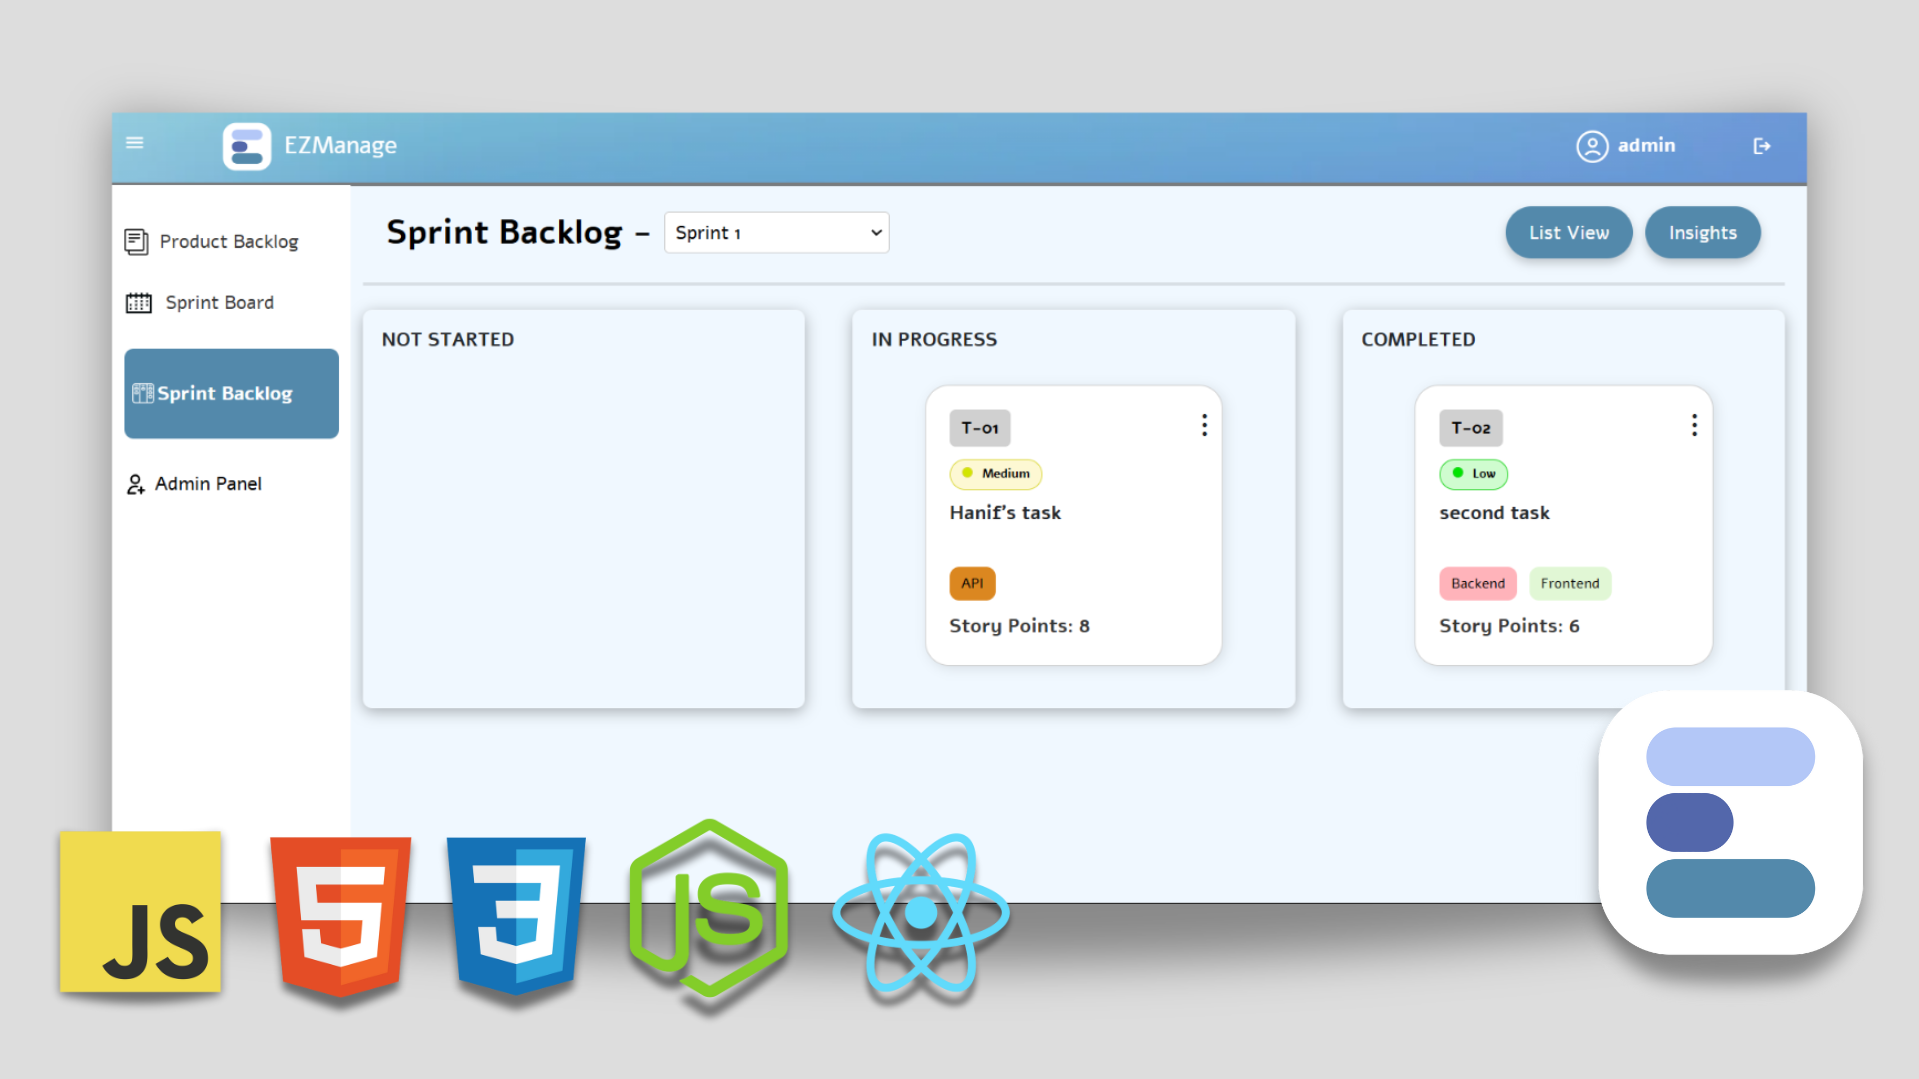 EZManage
admin
Product Backlog
Sprint Board
Sprint Backlog
Admin Panel
Sprint Backlog –
Sprint 1
List View
Insights
NOT STARTED
IN PROGRESS
T-01
Medium
Hanif's task
API
Story Points: 8
COMPLETED
T-02
Low
second task
Backend Frontend
Story Points: 6
JS
5
3
JS